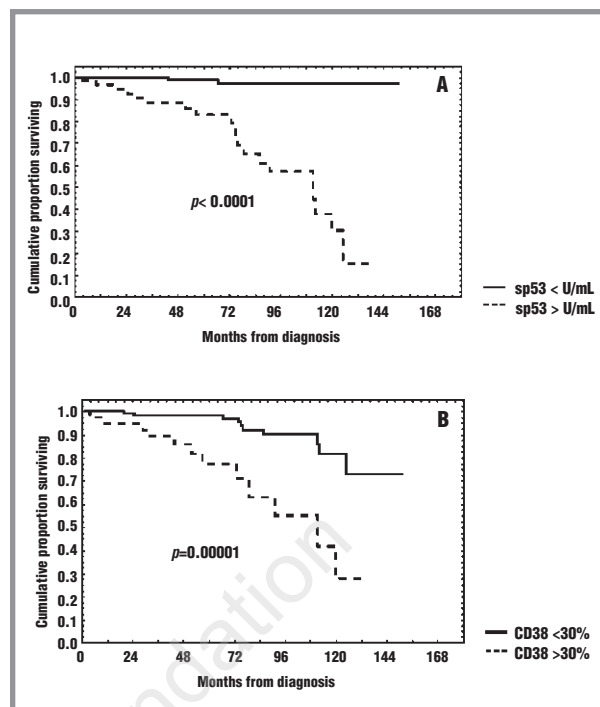 A
Cumulative proportion surviving
1.0
0.9
0.8
0.7
0.6
0.5
0.4
0.3
0.2
0.1
0.0
p< 0.0001
0 24 48 72 96 120 144 168
Months from diagnosis
sp53 < U/mL
sp53 > U/mL
B
Cumulative proportion surviving
1.0
0.9
0.8
0.7
0.6
0.5
0.4
0.3
0.2
0.1
0.0
p=0.00001
0 24 48 72 96 120 144 168
Months from diagnosis
CD38 <30%
CD38 >30%
ndation